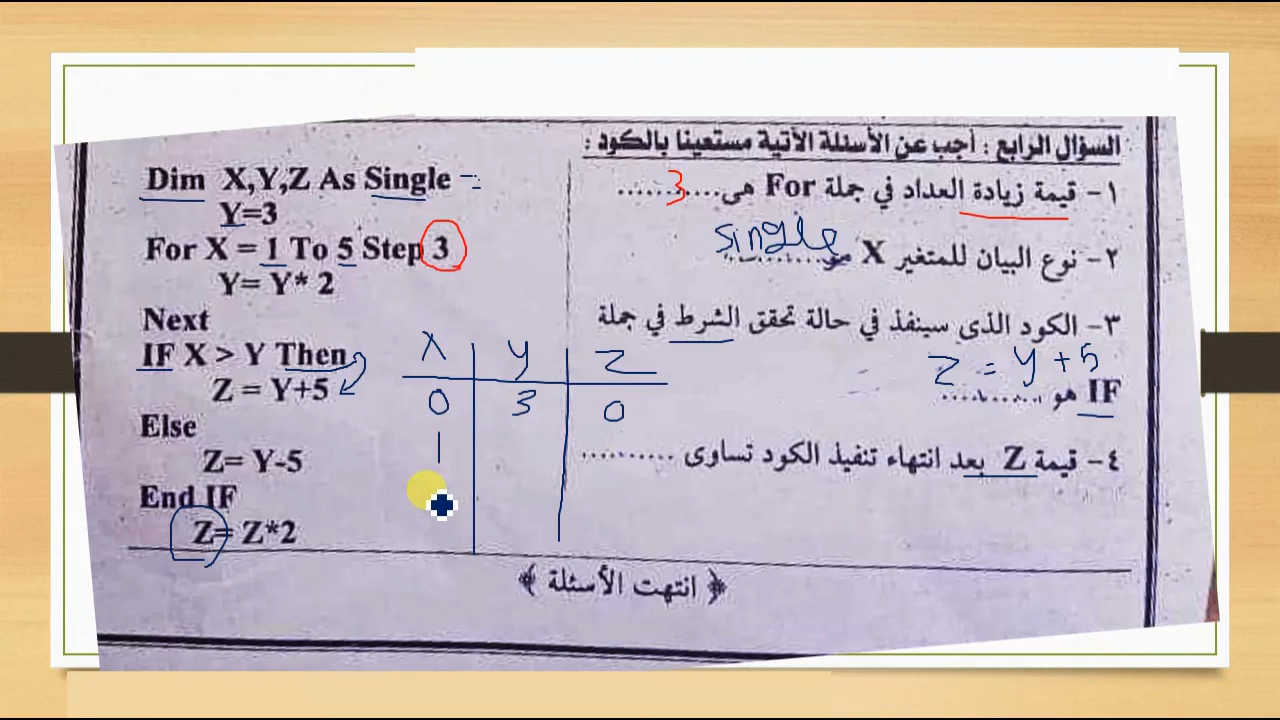 السؤال الرابع : أجب عن الأسئلة الآتية مستعينا بالكود :
١- قيمة زيادة العداد في جملة For هى ......3......
٢- نوع البيان للمتغير X هو single
٣- الكود الذى سينفذ في حالة تحقق الشرط في جملة
Z = Y + 5
IF هو ............
٤- قيمة Z بعد انتهاء تنفيذ الكود تساوى ..........
Dim X,Y,Z As Single
Y=3
For X = 1 To 5 Step 3
Y= Y* 2
Next
IF X > Y Then
Z = Y+5
Else
Z= Y-5
End IF
Z= Z*2
X Y Z
0 3 0
1
﴿ انتهت الأسئلة ﴾